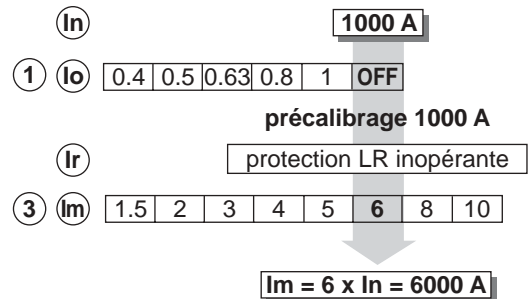 In 1000 A
1 Io 0.4 0.5 0.63 0.8 1 OFF
précalibrage 1000 A
Ir protection LR inopérante
3 Im 1.5 2 3 4 5 6 8 10
Im = 6 x In = 6000 A